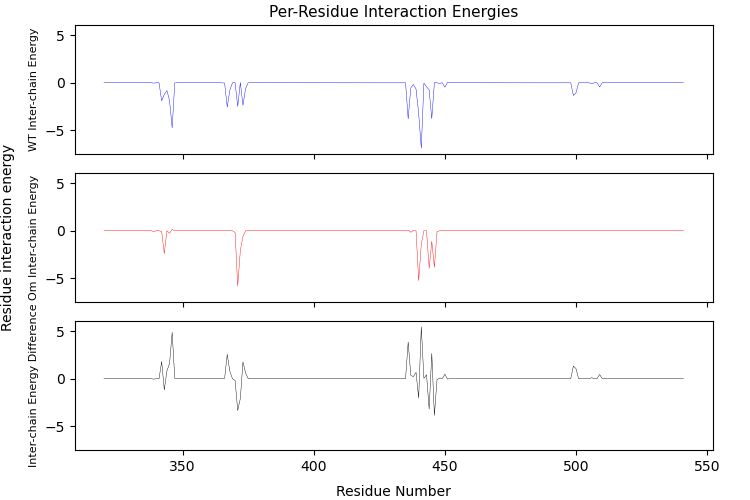 Per-Residue Interaction Energies
Residue interaction energy
WT Inter-chain Energy
5
0
−5
Om Inter-chain Energy
5
0
−5
Inter-chain Energy Difference
5
0
−5
350
400
450
500
550
Residue Number